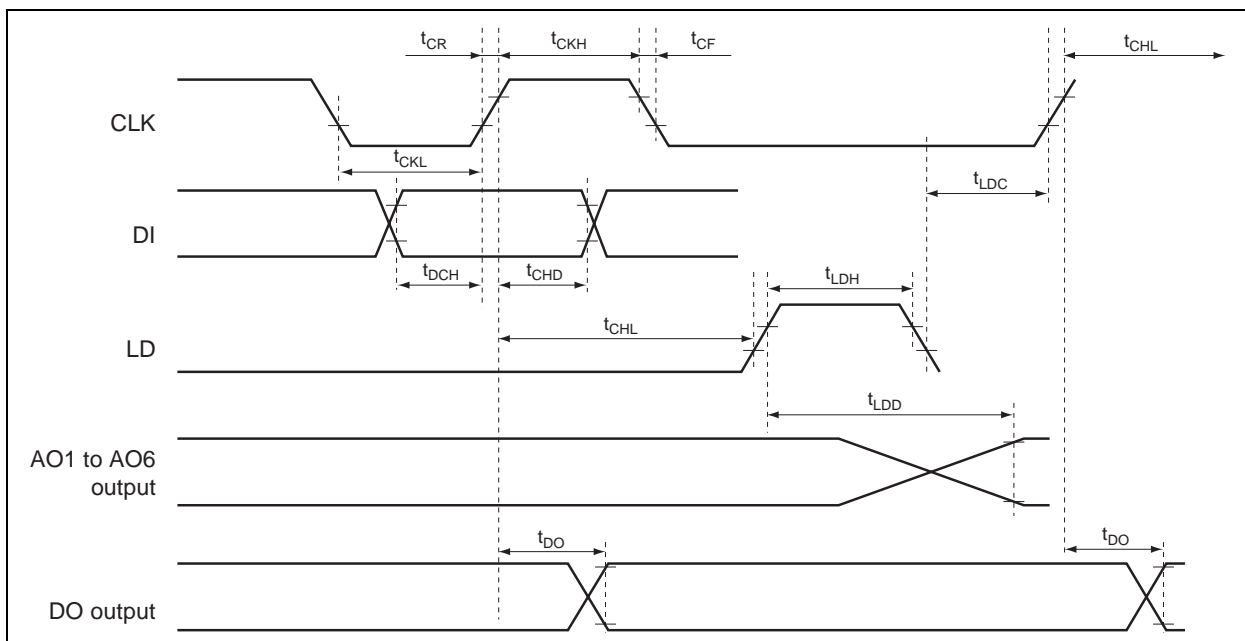 tCR tCKH tCF tCHL
CLK
tCKL
tLDC
DI
tDCH tCHD
tLDH
tCHL
LD
tLDD
AO1 to AO6
output
tDO tDO
DO output